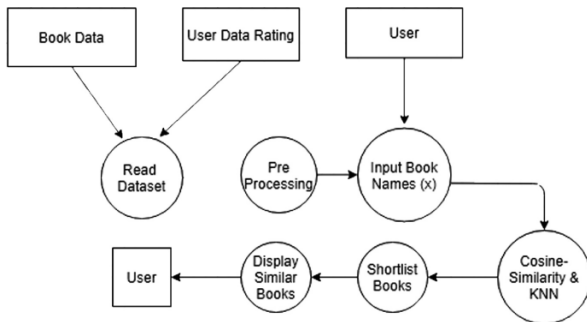 Book Data
User Data Rating
User
Read
Dataset
Pre
Processing
Input Book
Names (x)
User
Display
Similar
Books
Shortlist
Books
Cosine-
Similarity &
KNN